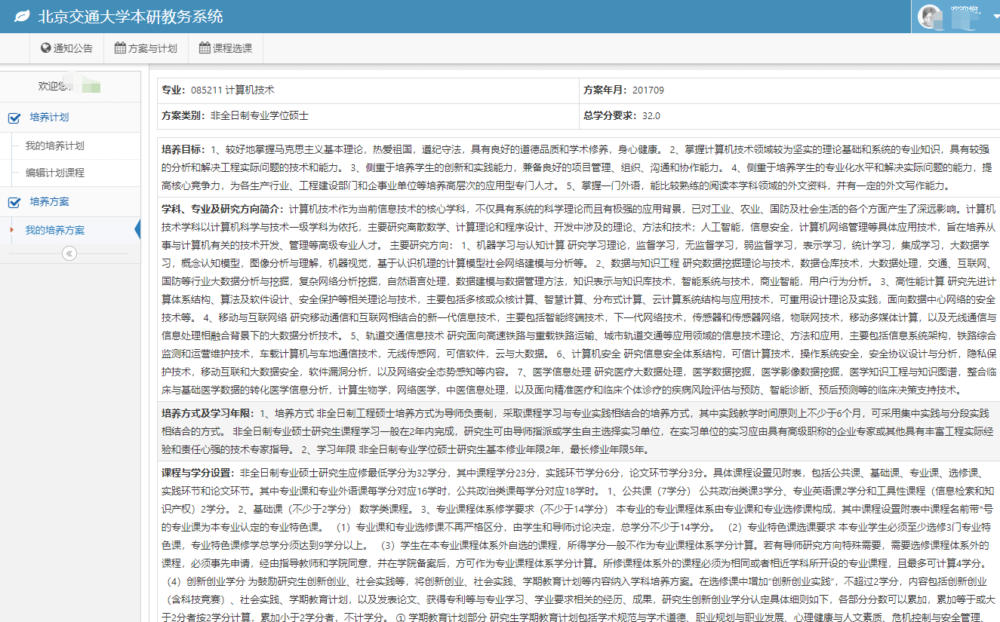 北京交通大学本研教务系统
欢迎您,
通知公告
方案与计划
课程选课
欢迎您
培养计划
我的培养计划
编辑计划课程
培养方案
我的培养方案
专业：085211 计算机技术
方案年月：201709
方案类别：非全日制专业学位硕士
总学分要求：32.0
培养目标：1、较好地掌握马克思主义基本理论，热爱祖国，遵纪守法，具有良好的道德品质和学术修养，身心健康。 2、掌握计算机技术领域较为坚实的理论基础和系统的专业知识，具有较强
的分析和解决工程实际问题的技术和能力。 3、侧重于培养学生的创新和实践能力，兼备良好的项目管理、组织、沟通和协作能力。 4、侧重于培养学生的专业化水平和解决实际问题的能力，提
高核心竞争力，为各生产行业、工程建设部门和企事业单位等培养高层次的应用型专门人才。 5、掌握一门外语，能比较熟练的阅读本学科领域的外文资料，并有一定的外文写作能力。
学科、专业及研究方向简介：计算机技术作为当前信息技术的核心学科，不仅具有系统的科学理论而且有极强的应用背景，已对工业、农业、国防及社会生活的各个方面产生了深远影响。计算机
技术学科以计算机科学与技术一级学科为依托，主要研究离散数学、计算理论和程序设计、开发中涉及的理论、方法和技术；人工智能，信息安全，计算机网络管理等具体应用技术，旨在培养从
事与计算机有关的技术开发、管理等高级专业人才。 主要研究方向： 1、机器学习与认知计算 研究学习理论，监督学习，无监督学习，弱监督学习，表示学习，统计学习，集成学习，大数据学
习，概念认知模型，图像分析与理解，机器视觉，基于认识机理的计算模型社会网络建模与分析等。 2、数据与知识工程 研究数据挖掘理论与技术，数据仓库技术，大数据处理，交通、互联网、
国防等行业大数据分析与挖掘，复杂网络分析挖掘，自然语言处理，数据建模与数据管理方法，知识表示与知识库技术，智能系统与技术，商业智能，用户行为分析。 3、高性能计算 研究先进计
算体系结构、算法及软件设计、安全保护等相关理论与技术，主要包括多核或众核计算、智慧计算、分布式计算、云计算系统结构与应用技术，可重用设计理论及实践，面向数据中心网络的安全
技术等。 4、移动与互联网络 研究移动通信和互联网相结合的新一代信息技术，主要包括智能终端技术，下一代网络技术，传感器和传感器网络，物联网技术，移动多媒体计算，以及无线通信与
信息处理相融合背景下的大数据分析技术。 5、轨道交通信息技术 研究面向高速铁路与重载铁路运输、城市轨道交通等应用领域的信息技术理论、方法和应用，主要包括信息系统架构，铁路综合
监测和运营维护技术，车载计算机与车地通信技术，无线传感网，可信软件，云与大数据。 6、计算机安全 研究信息安全体系结构，可信计算技术，操作系统安全，安全协议设计与分析，隐私保
护技术，移动互联和大数据安全，软件漏洞分析，以及网络安全态势感知等内容。 7、医学信息处理 研究医疗大数据处理，医学数据挖掘，医学影像数据挖掘，医学知识工程与知识图谱，整合临
床与基础医学数据的转化医学信息分析，计算生物学，网络医学，中医信息处理，以及面向精准医疗和临床个体诊疗的疾病风险评估与预防、智能诊断、预后预测等的临床决策支持技术。
培养方式及学习年限：1、培养方式 非全日制工程硕士培养方式为导师负责制，采取课程学习与专业实践相结合的培养方式，其中实践教学时间原则上不少于6个月，可采用集中实践与分段实践
相结合的方式。 非全日制专业硕士研究生课程学习一般在2年内完成，研究生可由导师指派或学生自主选择实习单位，在实习单位的实习应由具有高级职称的企业专家或其他具有丰富工程实际经
验和责任心强的技术专家指导。 2、学习年限 非全日制专业学位硕士研究生基本修业年限2年，最长修业年限5年。
课程与学分设置：非全日制专业硕士研究生应修最低学分为32学分，其中课程学分23分，实践环节学分6分，论文环节学分3分。具体课程设置见附表，包括公共课、基础课、专业课、选修课、
实践环节和论文环节。其中专业课和专业外语课每学分对应16学时，公共政治类课每学分对应18学时。 1、公共课（7学分） 公共政治类课3学分、专业英语课2学分和工具性课程（信息检索和知
识产权）2学分。 2、基础课（不少于2学分） 数学类课程。 3、专业课程体系修学要求（不少于14学分） 本专业的专业课程体系由专业课和专业选修课构成，其中课程设置附表中课程名前带*号
的专业课为本专业认定的专业特色课。 （1）专业课和专业选修课不再严格区分，由学生和导师讨论决定，总学分不少于14学分。 （2）专业特色课选课要求 本专业学生必须至少选修3门专业特
色课，专业特色课修学总学分须达到9学分以上。 （3）学生在本专业课程体系外自选的课程，所得学分一般不作为专业课程体系学分计算。若有导师研究方向特殊需要，需要选修课程体系外的
课程，必须事先申请，经由指导教师和学院同意，并在学院备案后，方可作为专业课程体系学分计算。所修课程体系外的课程必须为相同或者相近学科所开设的专业课程，且最多可计算4学分。
（4）创新创业学分 为鼓励研究生创新创业、社会实践等，将创新创业、社会实践、学期教育计划等内容纳入学科培养方案。在选修课中增加“创新创业实践”，不超过2学分，内容包括创新创业
（含科技竞赛）、社会实践、学期教育计划，以及发表论文、获得专利等与专业学习、学业要求相关的经历、成果，研究生创新创业学分认定具体细则如下，各部分分数可以累加，累加等于或大
于2分者按2学分计算，累加小于2学分者，不计学分。 ① 学期教育计划部分 研究生学期教育计划包括学术规范与学术道德、职业规划与职业发展、心理健康与人文素质、危机控制与安全管理、